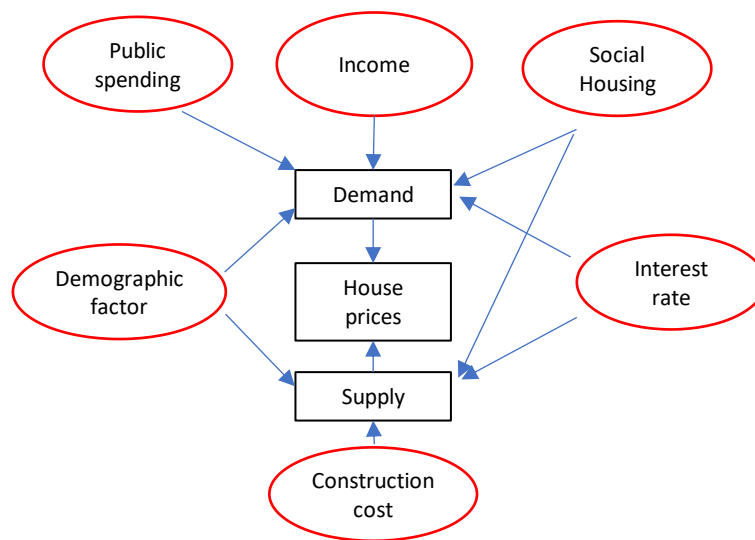 Public
spending
Income
Social
Housing
Demand
Demographic
factor
House
prices
Interest
rate
Supply
Construction
cost